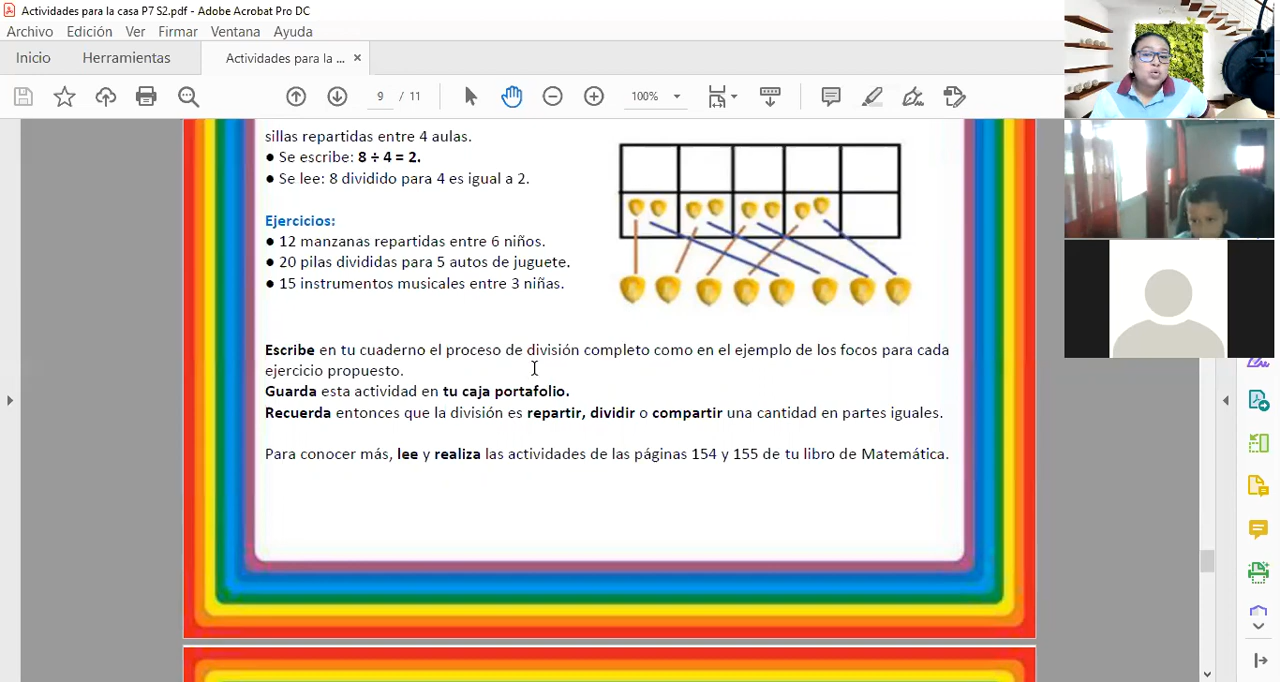 Actividades para la casa P7 S2.pdf - Adobe Acrobat Pro DC
Archivo Edición Ver Firmar Ventana Ayuda
Inicio Herramientas Actividades para la ... ×
9 / 11 100%
sillas repartidas entre 4 aulas.
● Se escribe: 8 ÷ 4 = 2.
● Se lee: 8 dividido para 4 es igual a 2.
Ejercicios:
● 12 manzanas repartidas entre 6 niños.
● 20 pilas divididas para 5 autos de juguete.
● 15 instrumentos musicales entre 3 niñas.
Escribe en tu cuaderno el proceso de división completo como en el ejemplo de los focos para cada
ejercicio propuesto.
Guarda esta actividad en tu caja portafolio.
Recuerda entonces que la división es repartir, dividir o compartir una cantidad en partes iguales.
Para conocer más, lee y realiza las actividades de las páginas 154 y 155 de tu libro de Matemática.